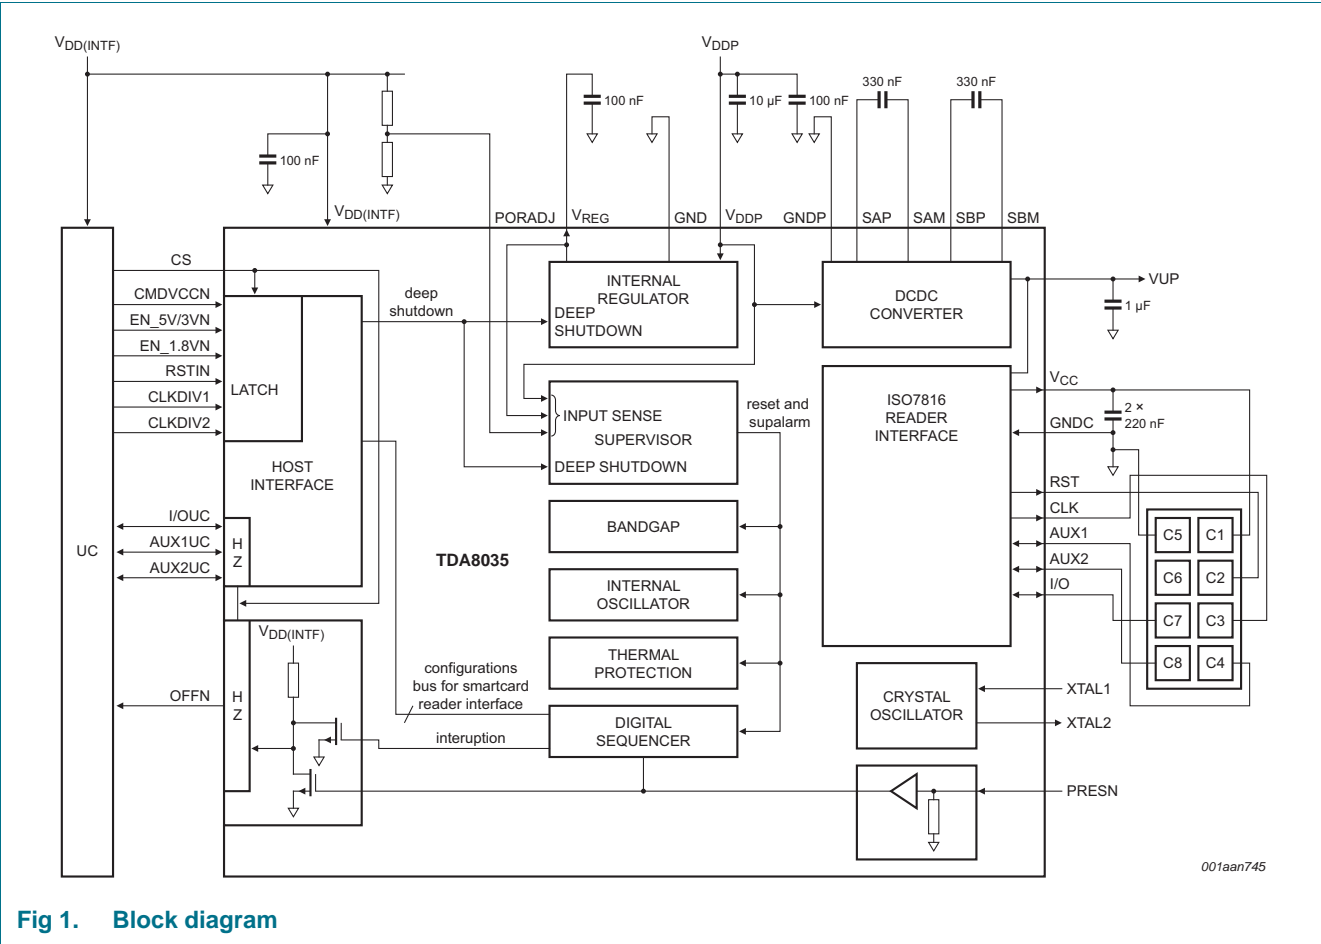 VDD(INTF)
VDDP
330 nF
330 nF
100 nF
10 µF
100 nF
100 nF
VDD(INTF)
PORADJ
VREG
GND
VDDP
GNDP
SAP
SAM
SBP
SBM
CS
CMDVCCN
EN_5V/3VN
EN_1.8VN
RSTIN
CLKDIV1
CLKDIV2
I/OUC
AUX1UC
AUX2UC
OFFN
UC
LATCH
HOST
INTERFACE
H
Z
H
Z
VDD(INTF)
deep
shutdown
INTERNAL
REGULATOR
DEEP
SHUTDOWN
DCDC
CONVERTER
VUP
1 µF
INPUT SENSE
SUPERVISOR
DEEP SHUTDOWN
reset and
supalarm
BANDGAP
TDA8035
INTERNAL
OSCILLATOR
THERMAL
PROTECTION
configurations
bus for smartcard
reader interface
interuption
DIGITAL
SEQUENCER
ISO7816
READER
INTERFACE
VCC
2 ×
220 nF
GNDC
RST
CLK
AUX1
AUX2
I/O
C5
C1
C6
C2
C7
C3
C8
C4
CRYSTAL
OSCILLATOR
XTAL1
XTAL2
PRESN
001aan745
Fig 1. Block diagram